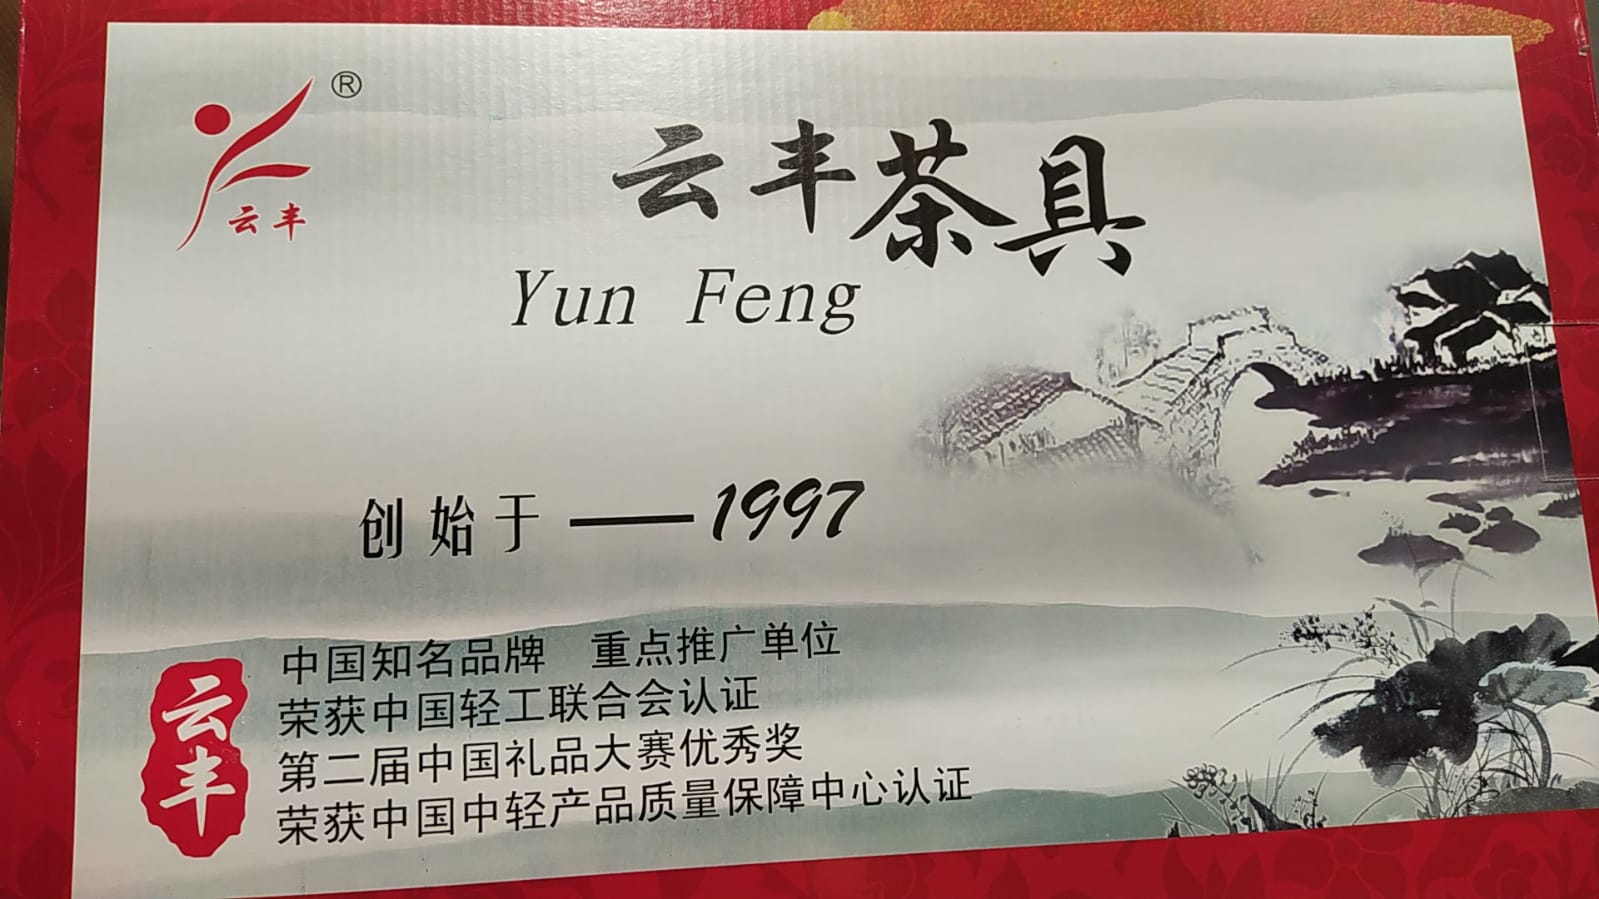 ®
云丰
云丰茶具
Yun Feng
创始于——1997
云丰
中国知名品牌 重点推广单位
荣获中国轻工联合会认证
第二届中国礼品大赛优秀奖
荣获中国中轻产品质量保障中心认证